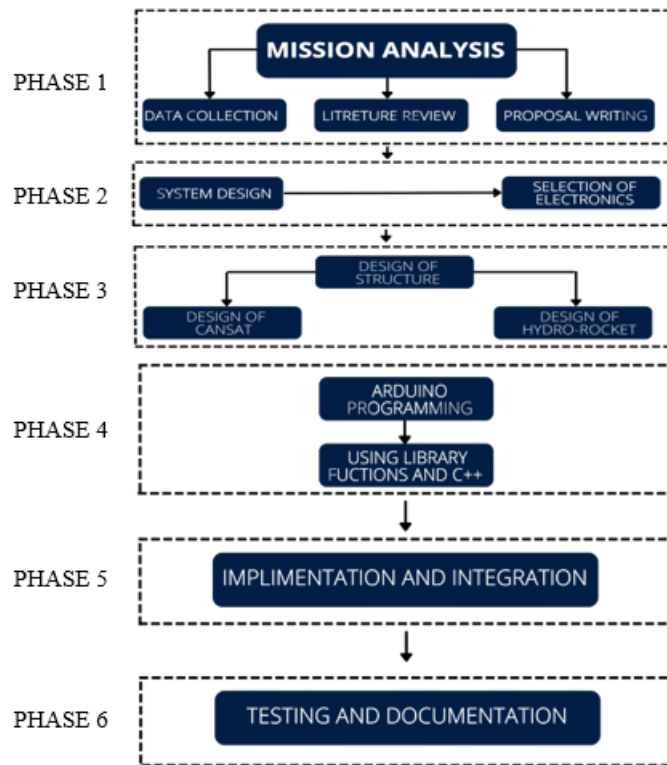 PHASE 1
MISSION ANALYSIS
DATA COLLECTION
LITRETURE REVIEW
PROPOSAL WRITING
PHASE 2
SYSTEM DESIGN
SELECTION OF
ELECTRONICS
PHASE 3
DESIGN OF
STRUCTURE
DESIGN OF
CANSAT
DESIGN OF
HYDRO-ROCKET
PHASE 4
ARDUINO
PROGRAMMING
USING LIBRARY
FUCTIONS AND C++
PHASE 5
IMPLIMENTATION AND INTEGRATION
PHASE 6
TESTING AND DOCUMENTATION